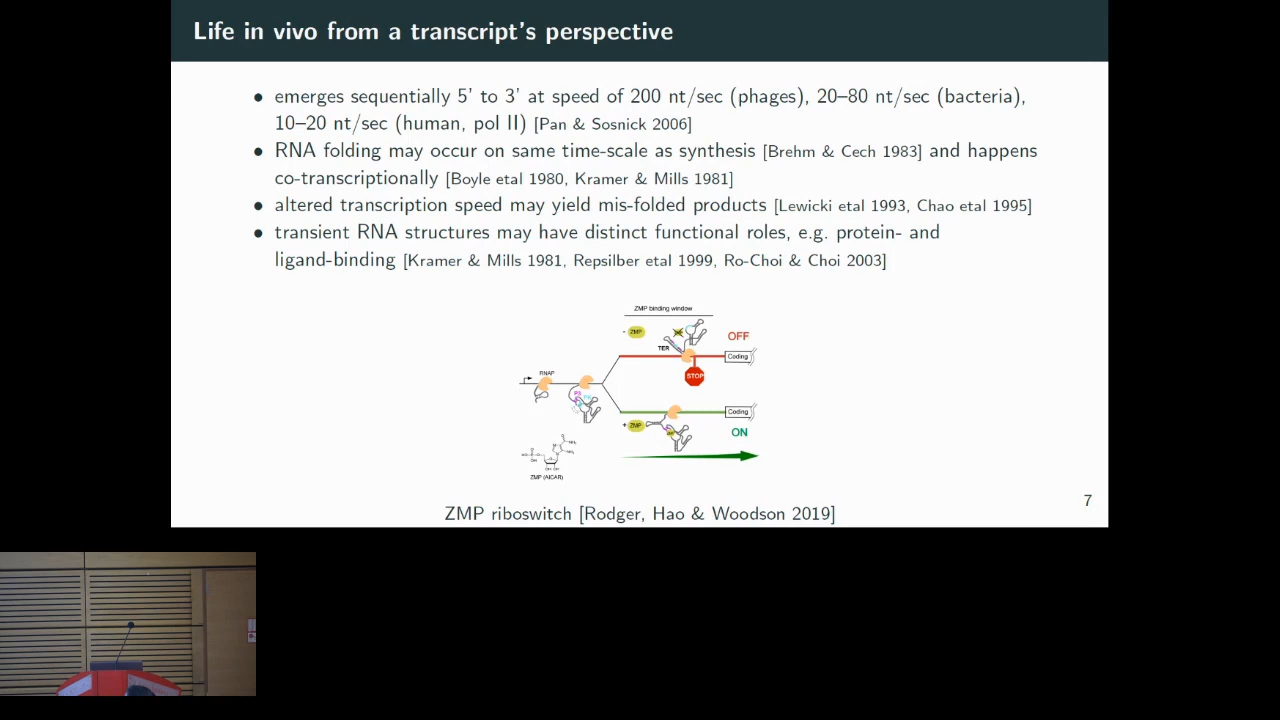 Life in vivo from a transcript's perspective
• emerges sequentially 5' to 3' at speed of 200 nt/sec (phages), 20–80 nt/sec (bacteria),
10–20 nt/sec (human, pol II) [Pan & Sosnick 2006]
• RNA folding may occur on same time-scale as synthesis [Brehm & Cech 1983] and happens
co-transcriptionally [Boyle etal 1980, Kramer & Mills 1981]
• altered transcription speed may yield mis-folded products [Lewicki etal 1993, Chao etal 1995]
• transient RNA structures may have distinct functional roles, e.g. protein- and
ligand-binding [Kramer & Mills 1981, Repsilber etal 1999, Ro-Choi & Choi 2003]
ZMP binding window
- ZMP
OFF
TER
Coding
RNAP
STOP
P3
Coding
+ ZMP
ON
ZMP (AICAR)
ZMP riboswitch [Rodger, Hao & Woodson 2019]
7